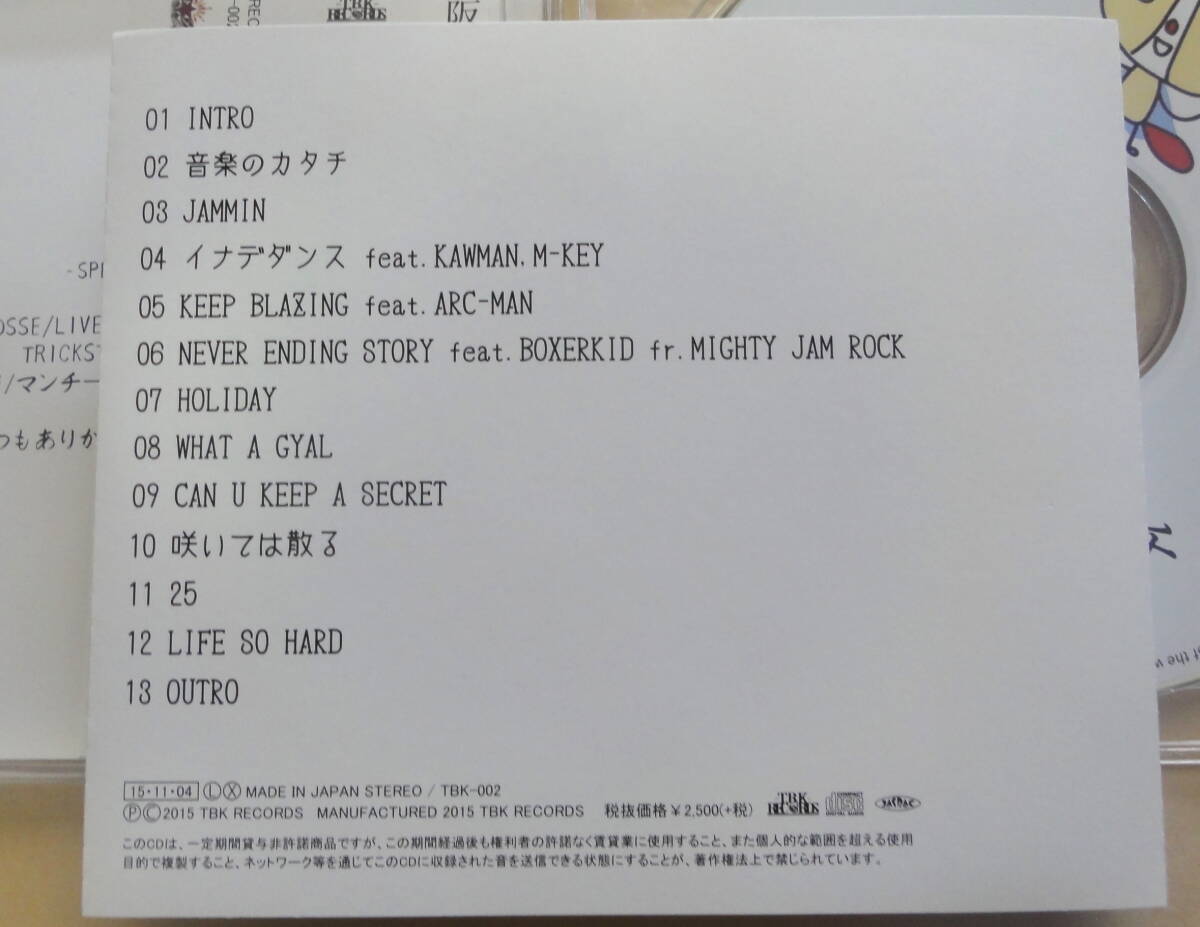 阪
TBK
RECORDS
01 INTRO
02 音楽のカタチ
03 JAMMIN
04 イナデダンス feat. KAWMAN, M-KEY
05 KEEP BLAZING feat. ARC-MAN
06 NEVER ENDING STORY feat. BOXERKID fr. MIGHTY JAM ROCK
07 HOLIDAY
08 WHAT A GYAL
09 CAN U KEEP A SECRET
10 咲いては散る
11 25
12 LIFE SO HARD
13 OUTRO
OSSE/LIVE
/マンチー
つもありが
15・11・04 Ⓛ Ⓧ MADE IN JAPAN STEREO / TBK-002
Ⓟ Ⓒ 2015 TBK RECORDS MANUFACTURED 2015 TBK RECORDS 税抜価格¥2,500(+税) TBK RECORDS JASRAC
このCDは、一定期間貸与非許諾商品ですが、この期間経過後も権利者の許諾なく賃貸業に使用すること、また個人的な範囲を超える使用
目的で複製すること、ネットワーク等を通じてこのCDに収録された音を送信できる状態にすることが、著作権法上で禁じられています。